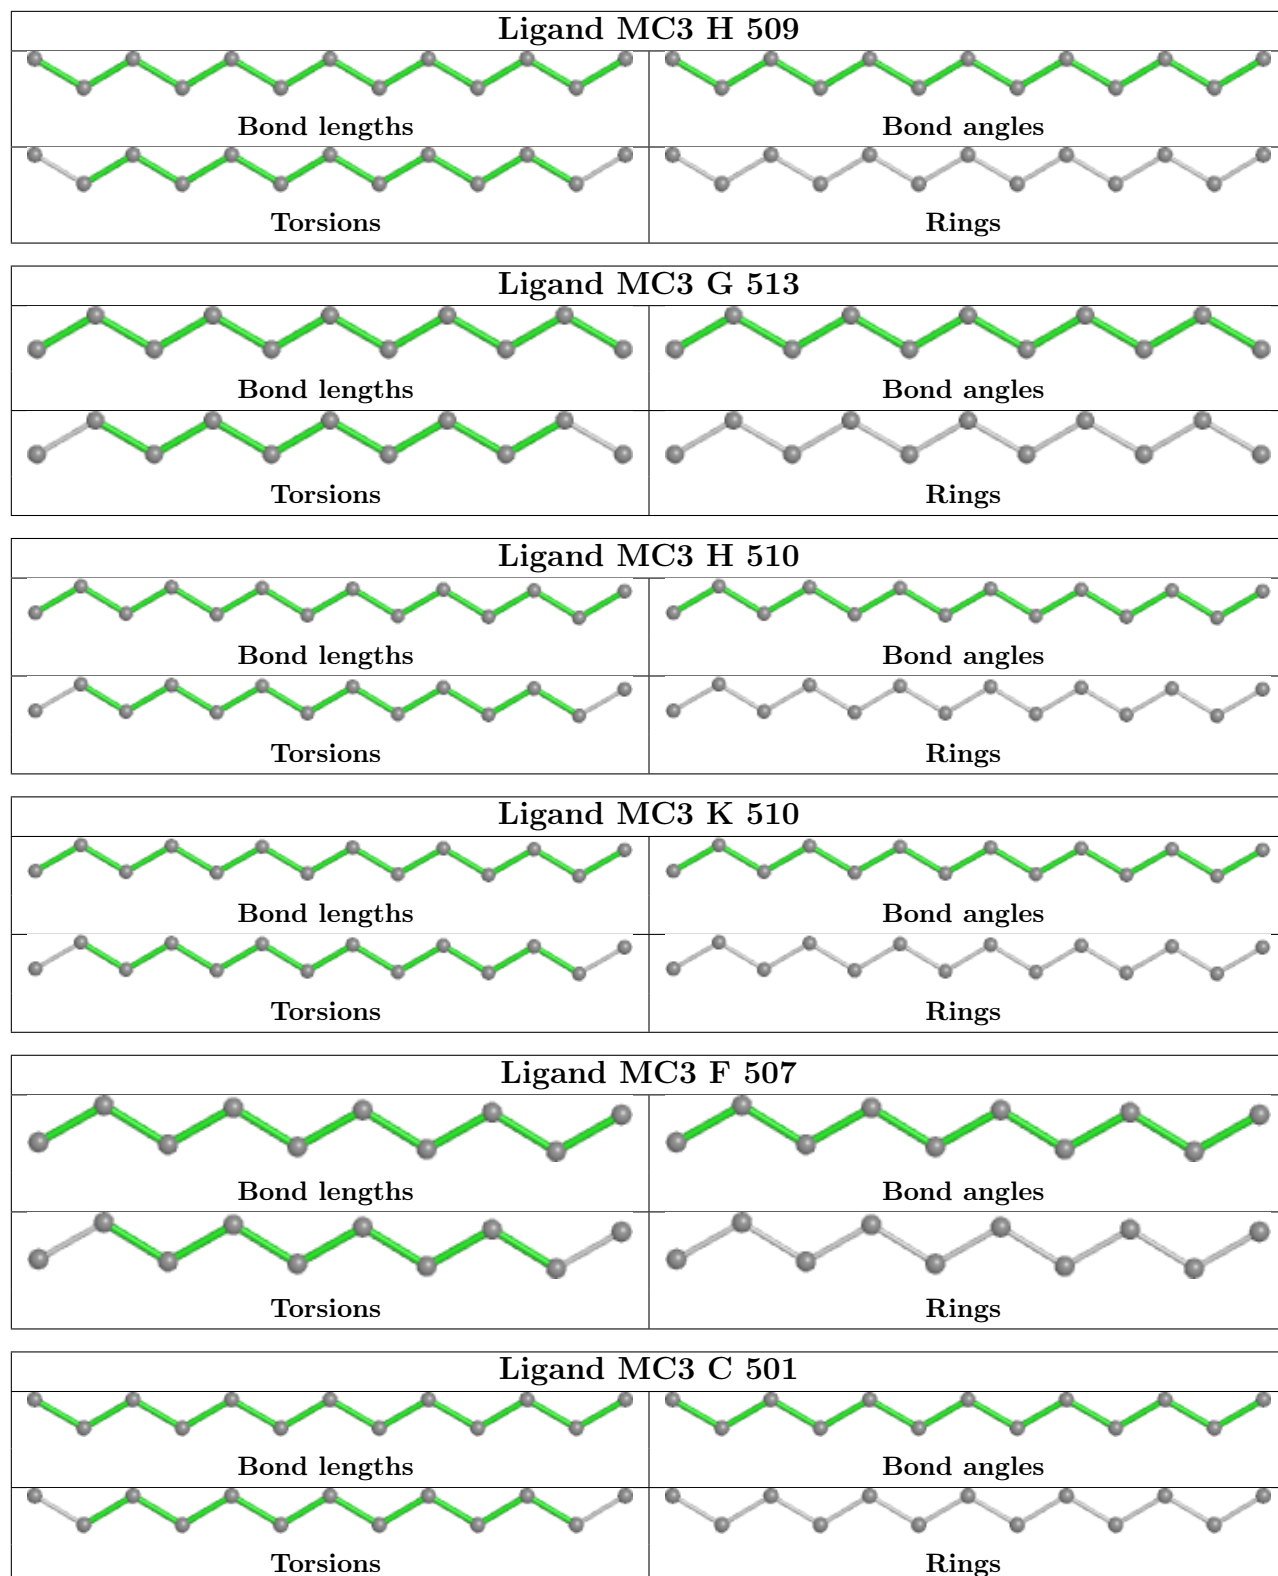 Ligand MC3 H 509
Bond lengths Bond angles
Torsions Rings
Ligand MC3 G 513
Bond lengths Bond angles
Torsions Rings
Ligand MC3 H 510
Bond lengths Bond angles
Torsions Rings
Ligand MC3 K 510
Bond lengths Bond angles
Torsions Rings
Ligand MC3 F 507
Bond lengths Bond angles
Torsions Rings
Ligand MC3 C 501
Bond lengths Bond angles
Torsions Rings